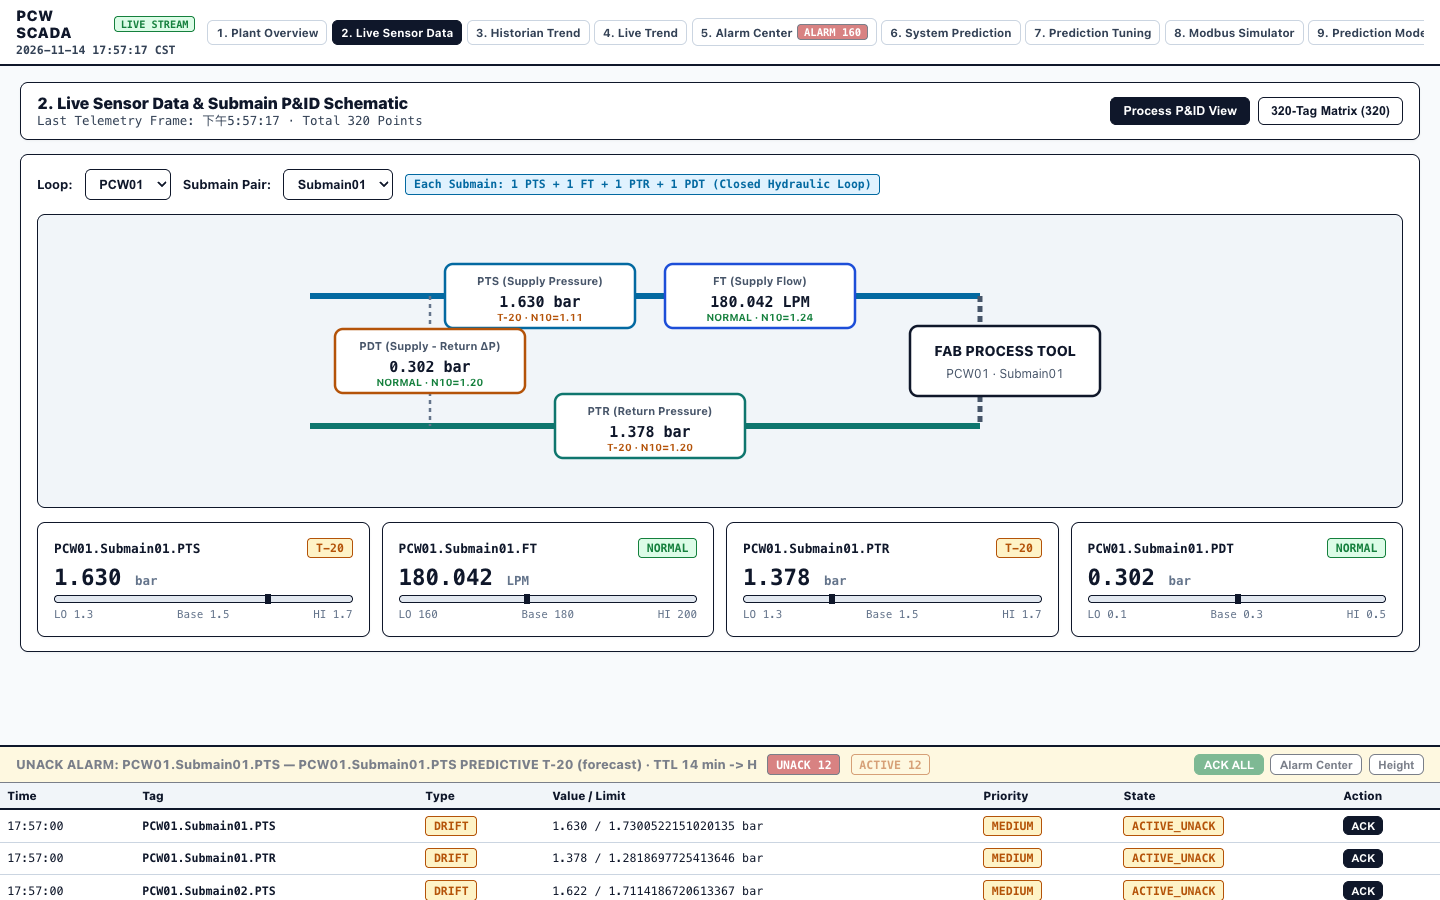 PCW SCADA
LIVE STREAM
2026-11-14 17:57:17 CST
1. Plant Overview
2. Live Sensor Data
3. Historian Trend
4. Live Trend
5. Alarm Center ALARM 160
6. System Prediction
7. Prediction Tuning
8. Modbus Simulator
9. Prediction Mode
2. Live Sensor Data & Submain P&ID Schematic
Last Telemetry Frame: 下午5:57:17 · Total 320 Points
Process P&ID View
320-Tag Matrix (320)
Loop: PCW01 Submain Pair: Submain01 Each Submain: 1 PTS + 1 FT + 1 PTR + 1 PDT (Closed Hydraulic Loop)
PTS (Supply Pressure)
1.630 bar
T-20 · N10=1.11
FT (Supply Flow)
180.042 LPM
NORMAL · N10=1.24
PDT (Supply - Return ΔP)
0.302 bar
NORMAL · N10=1.20
FAB PROCESS TOOL
PCW01 · Submain01
PTR (Return Pressure)
1.378 bar
T-20 · N10=1.20
PCW01.Submain01.PTS T-20
1.630 bar
LO 1.3 Base 1.5 HI 1.7
PCW01.Submain01.FT NORMAL
180.042 LPM
LO 160 Base 180 HI 200
PCW01.Submain01.PTR T-20
1.378 bar
LO 1.3 Base 1.5 HI 1.7
PCW01.Submain01.PDT NORMAL
0.302 bar
LO 0.1 Base 0.3 HI 0.5
UNACK ALARM: PCW01.Submain01.PTS — PCW01.Submain01.PTS PREDICTIVE T-20 (forecast) · TTL 14 min -> H UNACK 12 ACTIVE 12 ACK ALL Alarm Center Height
Time Tag Type Value / Limit Priority State Action
17:57:00 PCW01.Submain01.PTS DRIFT 1.630 / 1.7300522151020135 bar MEDIUM ACTIVE_UNACK ACK
17:57:00 PCW01.Submain01.PTR DRIFT 1.378 / 1.2818697725413646 bar MEDIUM ACTIVE_UNACK ACK
17:57:00 PCW01.Submain02.PTS DRIFT 1.622 / 1.7114186720613367 bar MEDIUM ACTIVE_UNACK ACK